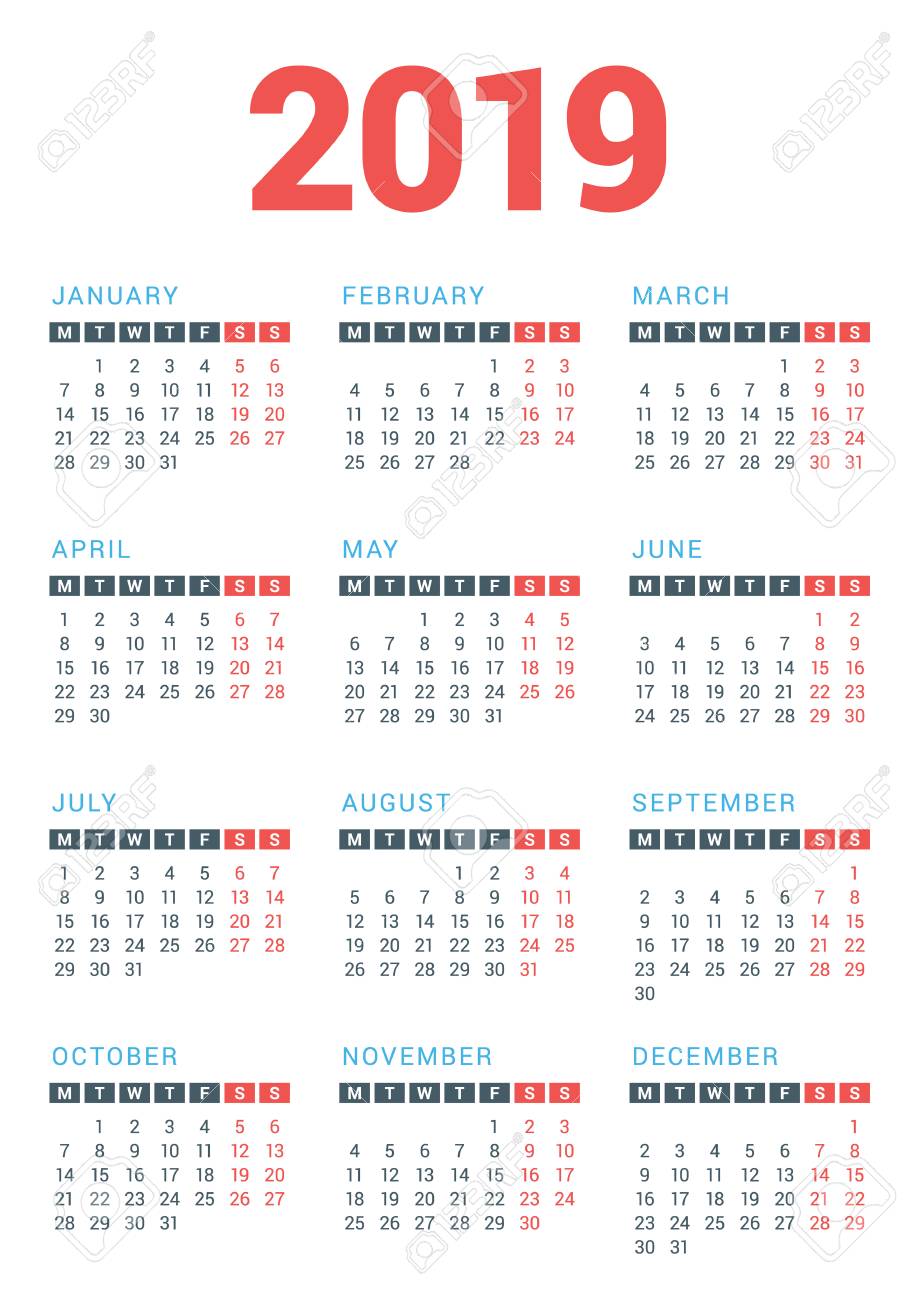 2019
JANUARY
M T W T F S S
1 2 3 4 5 6
7 8 9 10 11 12 13
14 15 16 17 18 19 20
21 22 23 24 25 26 27
28 29 30 31
FEBRUARY
M T W T F S S
1 2 3
4 5 6 7 8 9 10
11 12 13 14 15 16 17
18 19 20 21 22 23 24
25 26 27 28
MARCH
M T W T F S S
1 2 3
4 5 6 7 8 9 10
11 12 13 14 15 16 17
18 19 20 21 22 23 24
25 26 27 28 29 30 31
APRIL
M T W T F S S
1 2 3 4 5 6 7
8 9 10 11 12 13 14
15 16 17 18 19 20 21
22 23 24 25 26 27 28
29 30
MAY
M T W T F S S
1 2 3 4 5
6 7 8 9 10 11 12
13 14 15 16 17 18 19
20 21 22 23 24 25 26
27 28 29 30 31
JUNE
M T W T F S S
1 2
3 4 5 6 7 8 9
10 11 12 13 14 15 16
17 18 19 20 21 22 23
24 25 26 27 28 29 30
JULY
M T W T F S S
1 2 3 4 5 6 7
8 9 10 11 12 13 14
15 16 17 18 19 20 21
22 23 24 25 26 27 28
29 30 31
AUGUST
M T W T F S S
1 2 3 4
5 6 7 8 9 10 11
12 13 14 15 16 17 18
19 20 21 22 23 24 25
26 27 28 29 30 31
SEPTEMBER
M T W T F S S
1
2 3 4 5 6 7 8
9 10 11 12 13 14 15
16 17 18 19 20 21 22
23 24 25 26 27 28 29
30
OCTOBER
M T W T F S S
1 2 3 4 5 6
7 8 9 10 11 12 13
14 15 16 17 18 19 20
21 22 23 24 25 26 27
28 29 30 31
NOVEMBER
M T W T F S S
1 2 3
4 5 6 7 8 9 10
11 12 13 14 15 16 17
18 19 20 21 22 23 24
25 26 27 28 29 30
DECEMBER
M T W T F S S
1
2 3 4 5 6 7 8
9 10 11 12 13 14 15
16 17 18 19 20 21 22
23 24 25 26 27 28 29
30 31
123RF
123RF
123RF
123RF
123RF
123RF